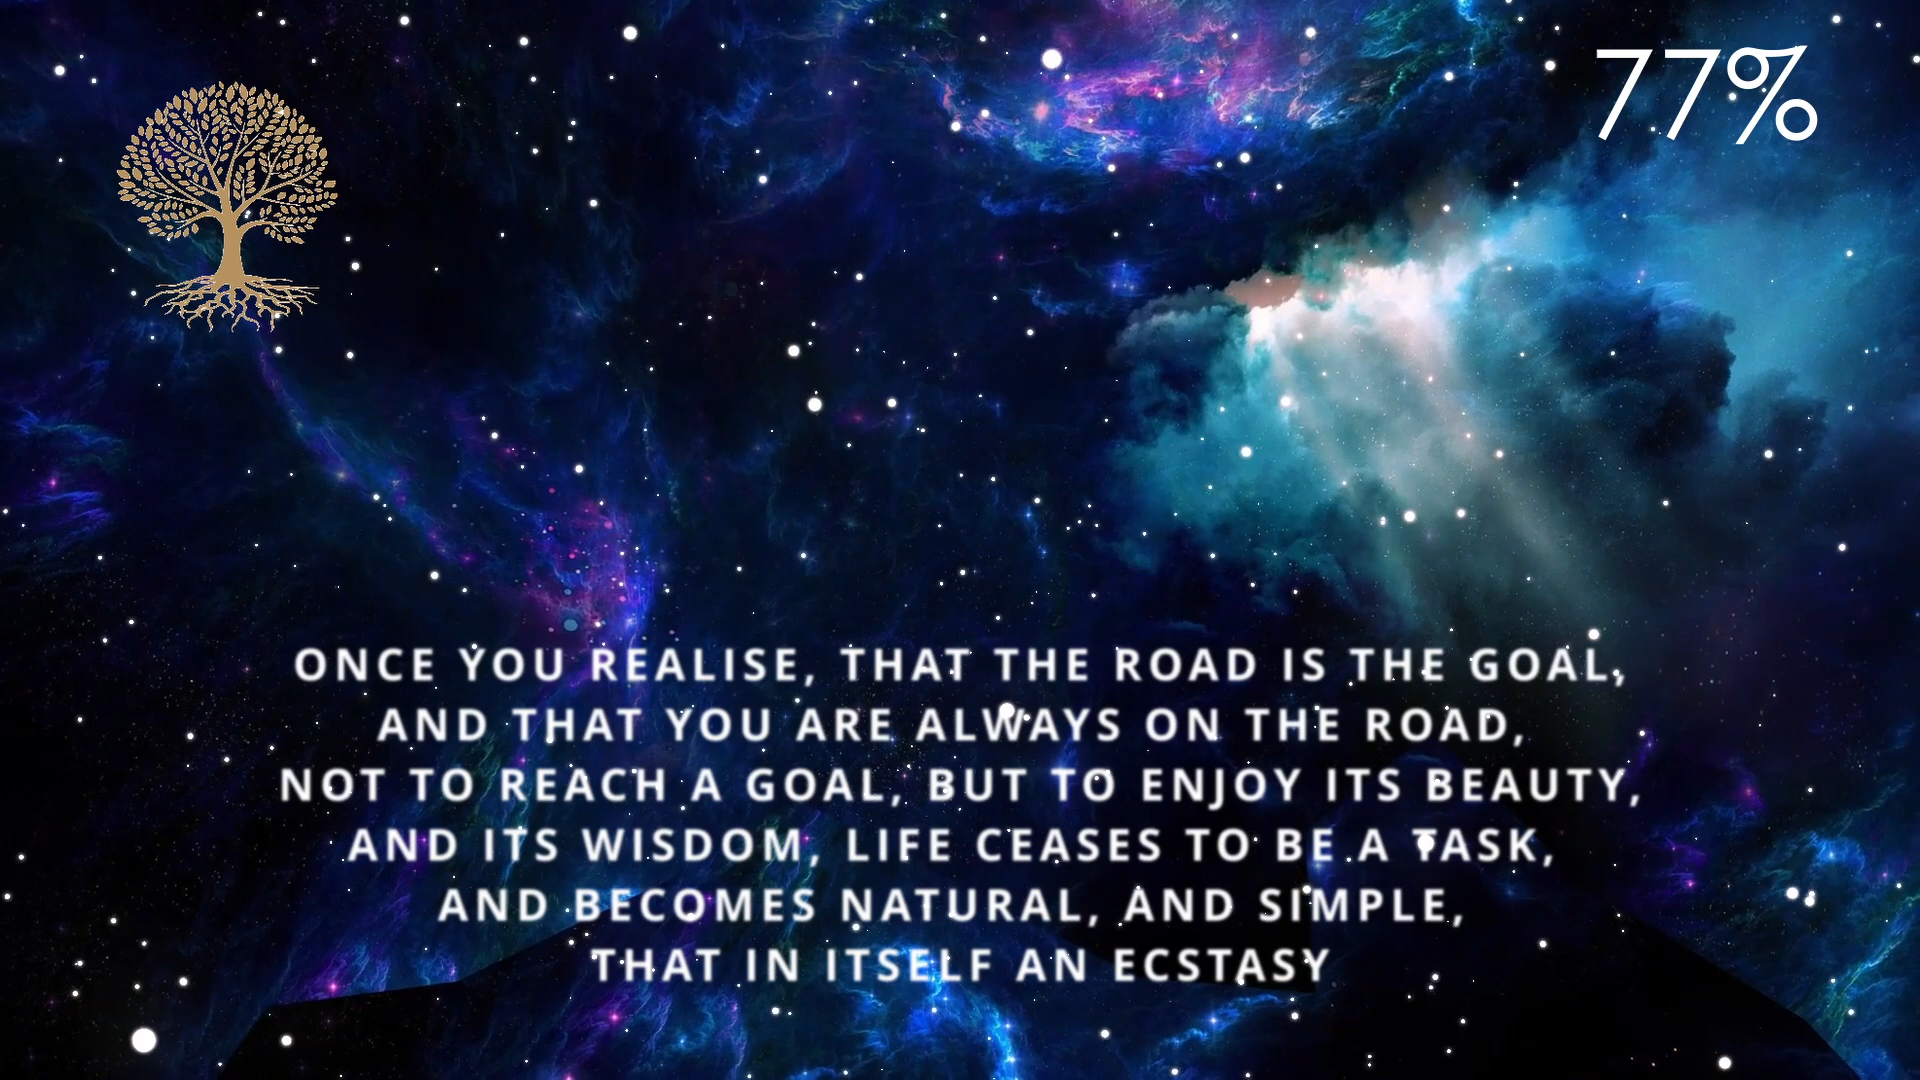 77%
ONCE YOU REALISE, THAT THE ROAD IS THE GOAL,
AND THAT YOU ARE ALWAYS ON THE ROAD,
NOT TO REACH A GOAL, BUT TO ENJOY ITS BEAUTY,
AND ITS WISDOM, LIFE CEASES TO BE A TASK,
AND BECOMES NATURAL, AND SIMPLE,
THAT IN ITSELF AN ECSTASY